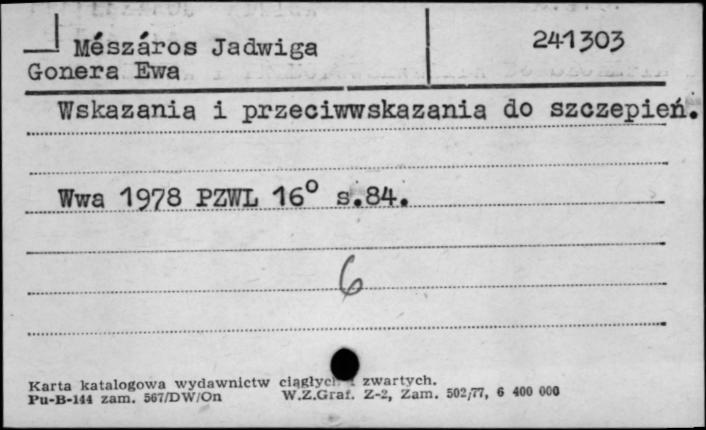 Mészáros Jadwiga 241303
Gonera Ewa
Wskazania i przeciwwskazania do szczepień.
Wwa 1978 PZWL 16° s.84.
6
Karta katalogowa wydawnictw ciągłych i zwartych.
Pu-B-144 zam. 567/DW/On W.Z.Graf. Z-2, Zam. 502/77, 6 400 000